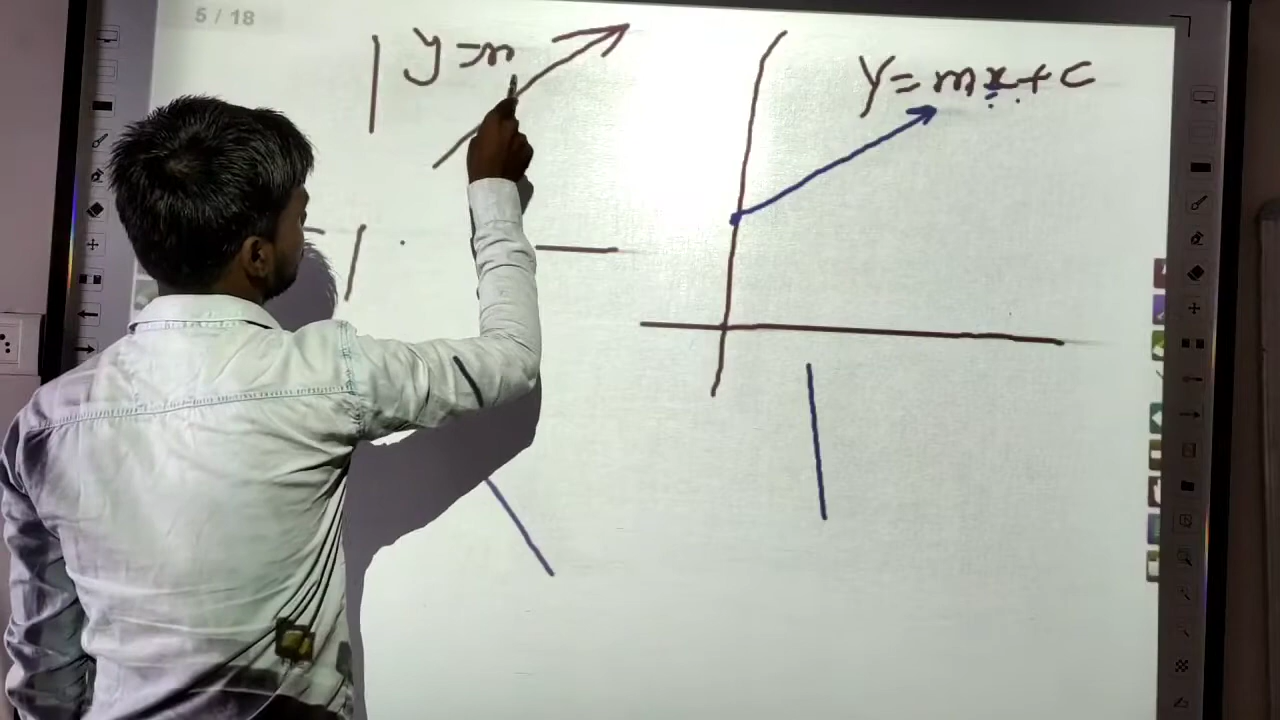 5 / 18
y = m
y = mx + c